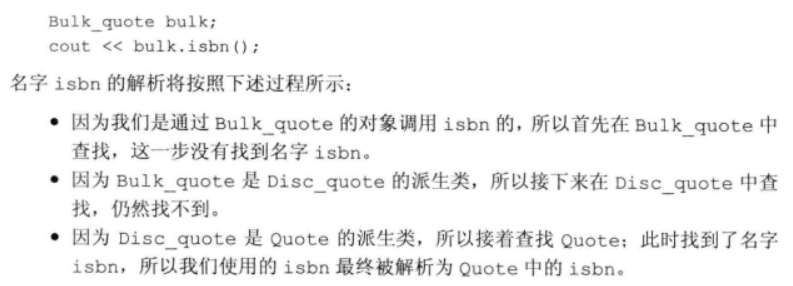 Bulk_quote bulk;
cout << bulk.isbn();
名字 isbn 的解析将按照下述过程所示：
• 因为我们是通过 Bulk_quote 的对象调用 isbn 的，所以首先在 Bulk_quote 中
查找，这一步没有找到名字 isbn。
• 因为 Bulk_quote 是 Disc_quote 的派生类，所以接下来在 Disc_quote 中查
找，仍然找不到。
• 因为 Disc_quote 是 Quote 的派生类，所以接着查找 Quote；此时找到了名字
isbn，所以我们使用的 isbn 最终被解析为 Quote 中的 isbn。